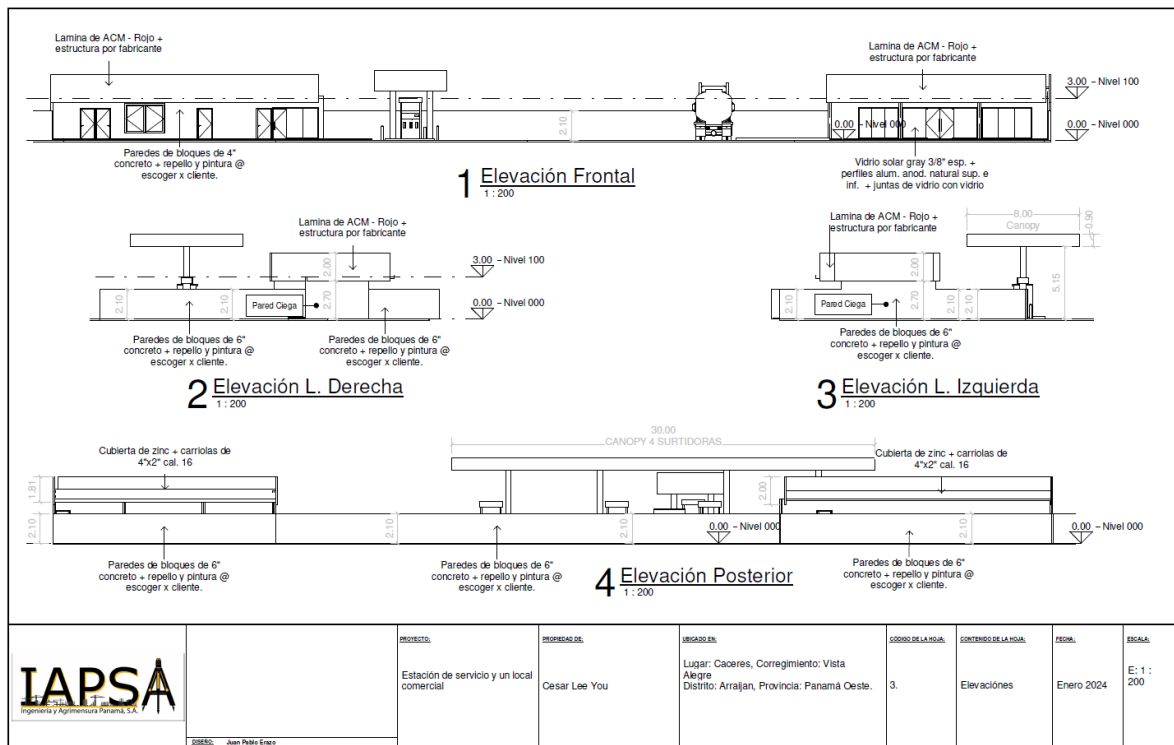 Lamina de ACM - Rojo +
estructura por fabricante
Lamina de ACM - Rojo +
estructura por fabricante
3.00 - Nivel 100
2.10
0.00 - Nivel 000
0.00 - Nivel 000
Paredes de bloques de 4"
concreto + repello y pintura @
escoger x cliente.
Vidrio solar gray 3/8" esp. +
perfiles alum. anod. natural sup. e
inf. + juntas de vidrio con vidrio
1 Elevación Frontal
1 : 200
Lamina de ACM - Rojo +
estructura por fabricante
3.00 - Nivel 100
2.00
2.10
2.10
Pared Ciega
2.70
0.00 - Nivel 000
Paredes de bloques de 6"
concreto + repello y pintura @
escoger x cliente.
Paredes de bloques de 6"
concreto + repello y pintura @
escoger x cliente.
2 Elevación L. Derecha
1 : 200
Lamina de ACM - Rojo +
estructura por fabricante
8.00
Canopy
0.90
2.00
5.15
2.10
Pared Ciega
2.70
2.10
2.10
Paredes de bloques de 6"
concreto + repello y pintura @
escoger x cliente.
3 Elevación L. Izquierda
1 : 200
30.00
CANOPY 4 SURTIDORAS
Cubierta de zinc + carriolas de
4"x2" cal. 16
Cubierta de zinc + carriolas de
4"x2" cal. 16
1.81
2.00
2.10
2.10
2.10
0.00 - Nivel 000
2.10
0.00 - Nivel 000
Paredes de bloques de 6"
concreto + repello y pintura @
escoger x cliente.
Paredes de bloques de 6"
concreto + repello y pintura @
escoger x cliente.
Paredes de bloques de 6"
concreto + repello y pintura @
escoger x cliente.
4 Elevación Posterior
1 : 200
IAPSA
Ingeniería y Agrimensura Panamá, S.A.
DISEÑO: Juan Pablo Erazo
PROYECTO:
Estación de servicio y un local
comercial
PROPIEDAD DE:
Cesar Lee You
UBICADO EN:
Lugar: Caceres, Corregimiento: Vista
Alegre
Distrito: Arraijan, Provincia: Panamá Oeste.
CÓDIGO DE LA HOJA:
3.
CONTENIDO DE LA HOJA:
Elevaciónes
FECHA:
Enero 2024
ESCALA:
E: 1 :
200